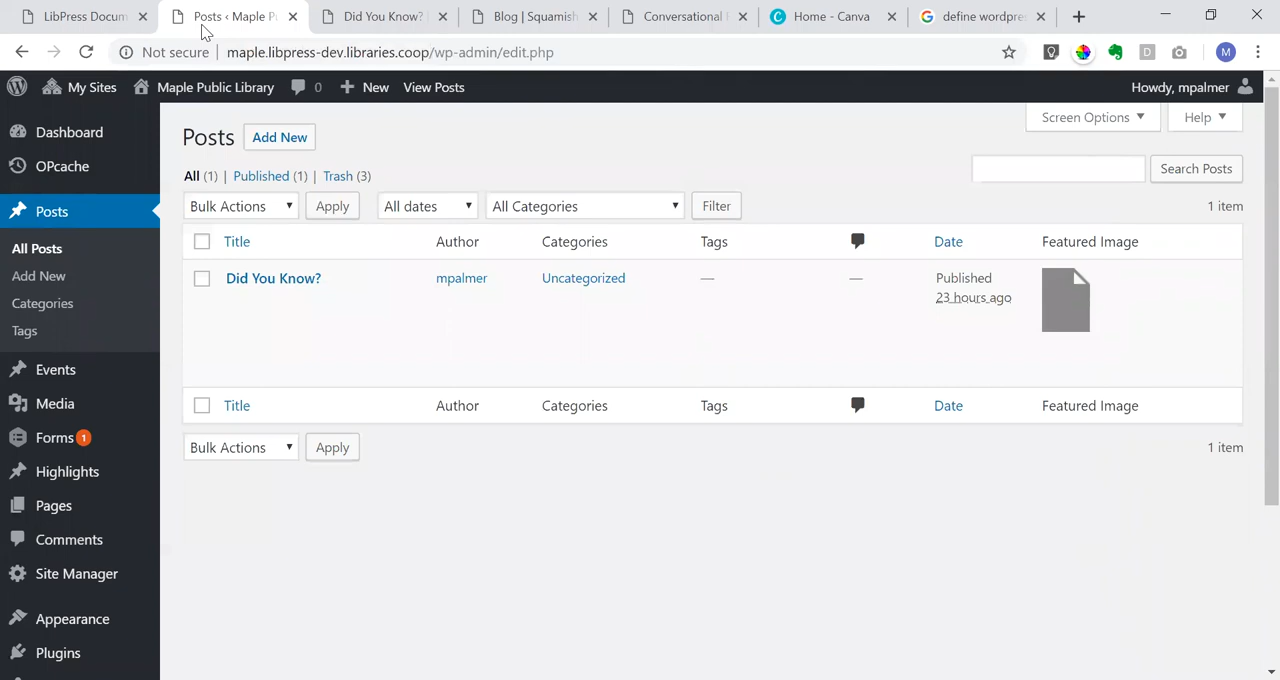 LibPress Docum
Posts ‹ Maple P
Did You Know?
Blog | Squamish
Conversational
Home - Canva
define wordpre
Not secure
maple.libpress-dev.libraries.coop/wp-admin/edit.php
D
M
My Sites
Maple Public Library
0
New
View Posts
Howdy, mpalmer
Dashboard
OPcache
Posts
All Posts
Add New
Categories
Tags
Events
Media
Forms 1
Highlights
Pages
Comments
Site Manager
Appearance
Plugins
Posts
Add New
Screen Options
Help
All (1) | Published (1) | Trash (3)
Search Posts
Bulk Actions
Apply
All dates
All Categories
Filter
1 item
Title Author Categories Tags Date Featured Image
Did You Know? mpalmer Uncategorized — — Published
23 hours ago
Title Author Categories Tags Date Featured Image
Bulk Actions
Apply
1 item